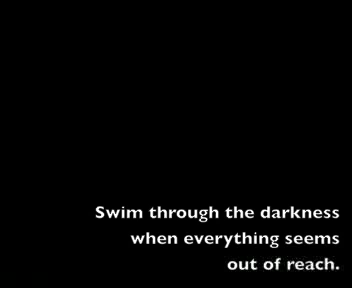 Swim through the darkness
when everything seems
out of reach.